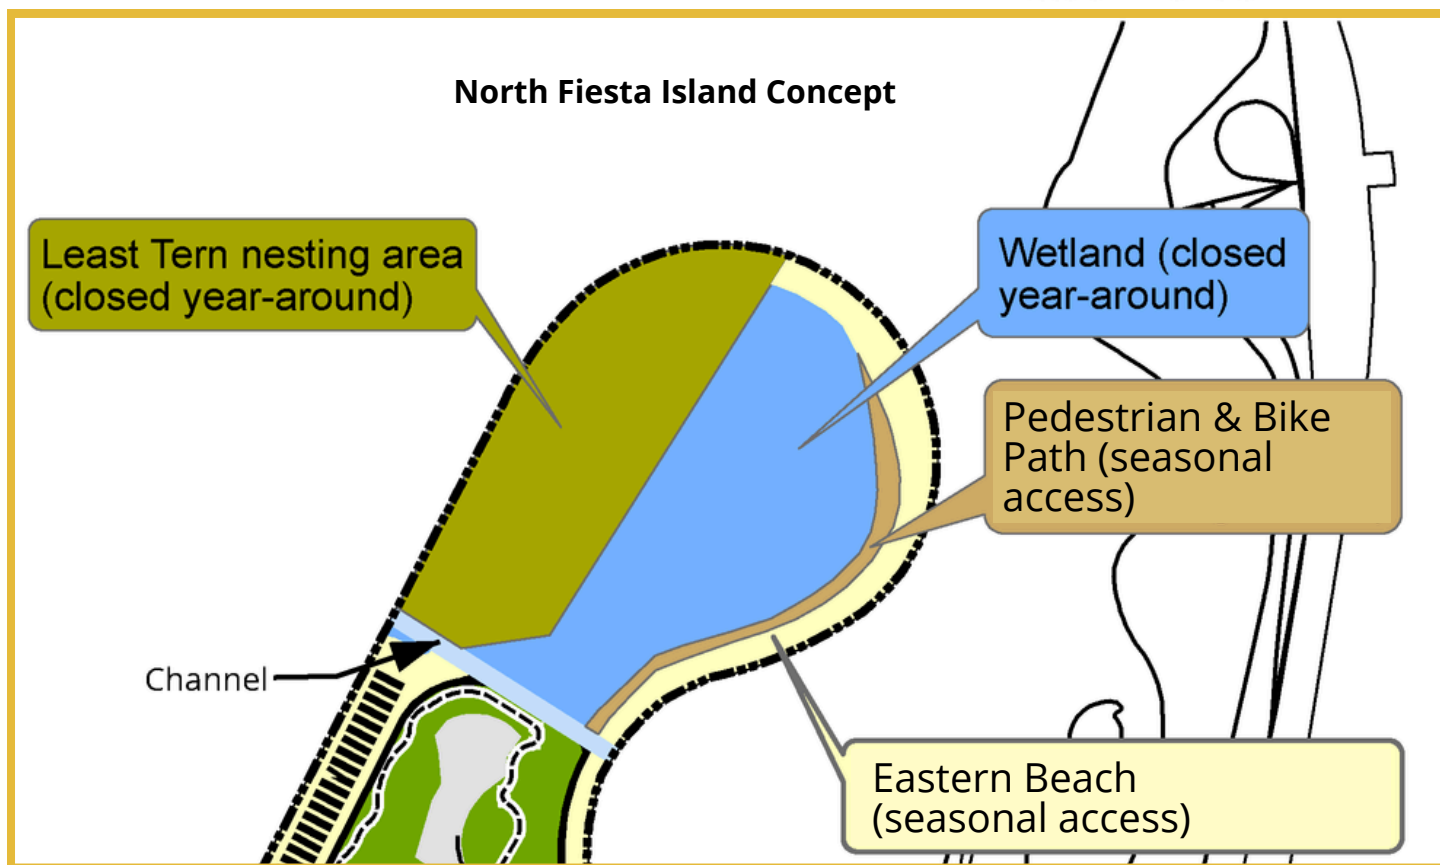 North Fiesta Island Concept
Least Tern nesting area
(closed year-around)
Wetland (closed
year-around)
Pedestrian & Bike
Path (seasonal
access)
Channel
Eastern Beach
(seasonal access)